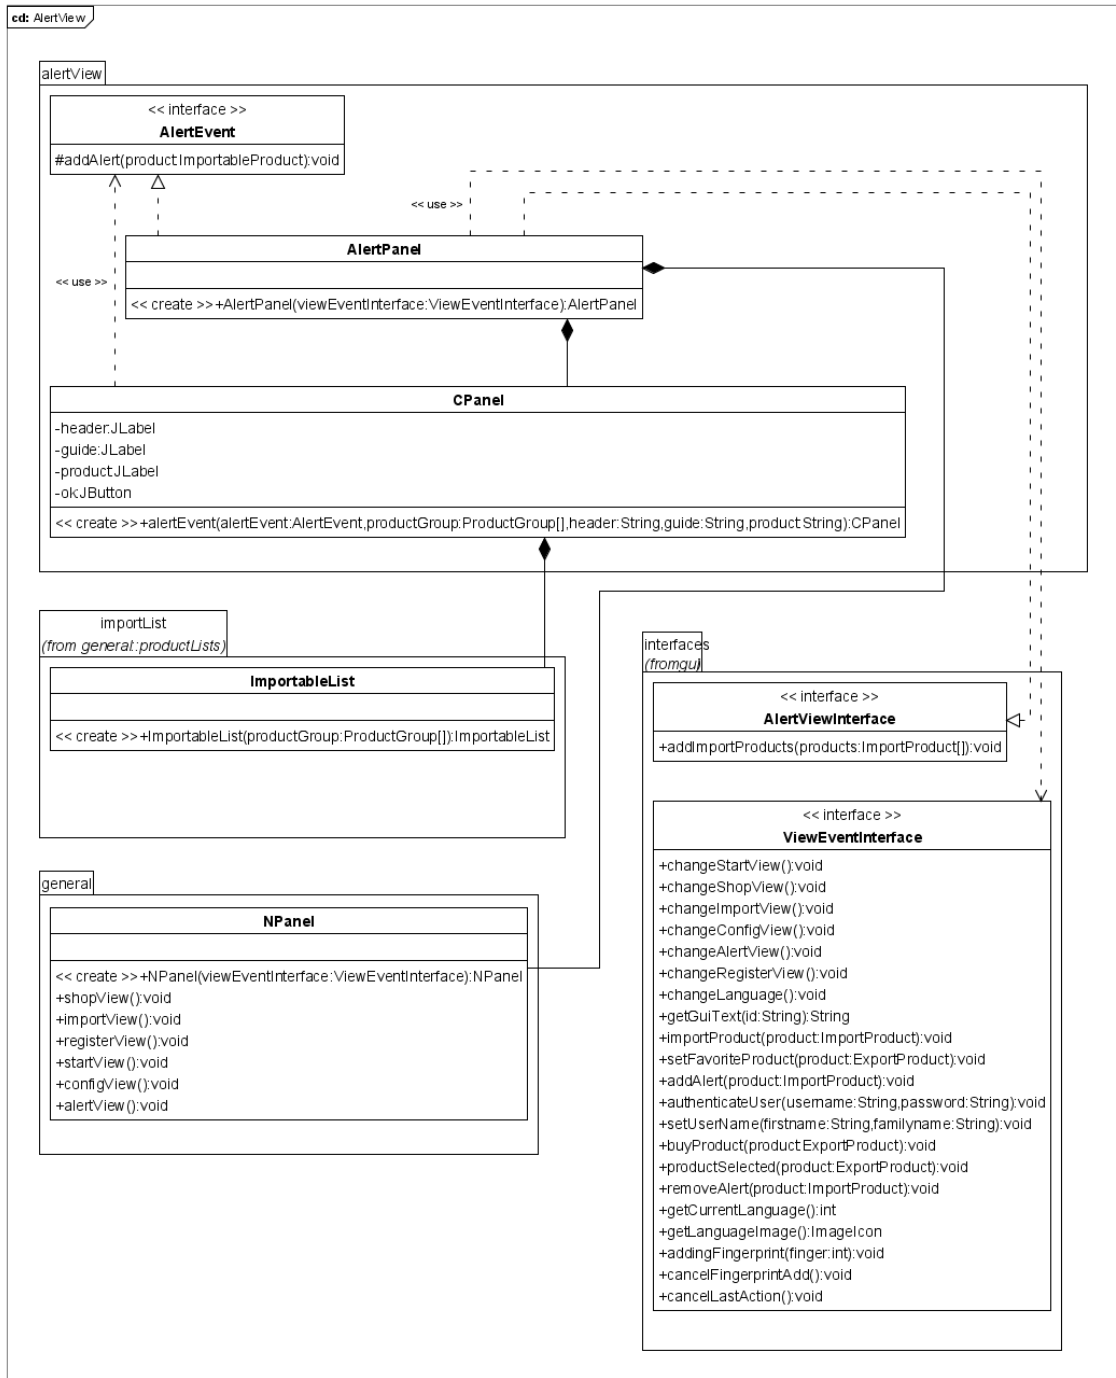 cd: AlertView
alertView
<< interface >>
AlertEvent
#addAlert(product:ImportableProduct):void
<< use >>
<< use >>
AlertPanel
<< create >>+AlertPanel(viewEventInterface:ViewEventInterface):AlertPanel
CPanel
-header:JLabel
-guide:JLabel
-product:JLabel
-ok:JButton
<< create >>+alertEvent(alertEvent:AlertEvent,productGroup:ProductGroup[],header:String,guide:String,product:String):CPanel
importList
(from general::productLists)
ImportableList
<< create >>+ImportableList(productGroup:ProductGroup[]):ImportableList
general
NPanel
<< create >>+NPanel(viewEventInterface:ViewEventInterface):NPanel
+shopView():void
+importView():void
+registerView():void
+startView():void
+configView():void
+alertView():void
interfaces
(fromgui)
<< interface >>
AlertViewInterface
+addImportProducts(products:ImportProduct[]):void
<< interface >>
ViewEventInterface
+changeStartView():void
+changeShopView():void
+changeImportView():void
+changeConfigView():void
+changeAlertView():void
+changeRegisterView():void
+changeLanguage():void
+getGuiText(id:String):String
+importProduct(product:ImportProduct):void
+setFavoriteProduct(product:ExportProduct):void
+addAlert(product:ImportProduct):void
+authenticateUser(username:String,password:String):void
+setUserName(firstname:String,familyname:String):void
+buyProduct(product:ExportProduct):void
+productSelected(product:ExportProduct):void
+removeAlert(product:ImportProduct):void
+getCurrentLanguage():int
+getLanguageImage():ImageIcon
+addingFingerprint(finger:int):void
+cancelFingerprintAdd():void
+cancelLastAction():void